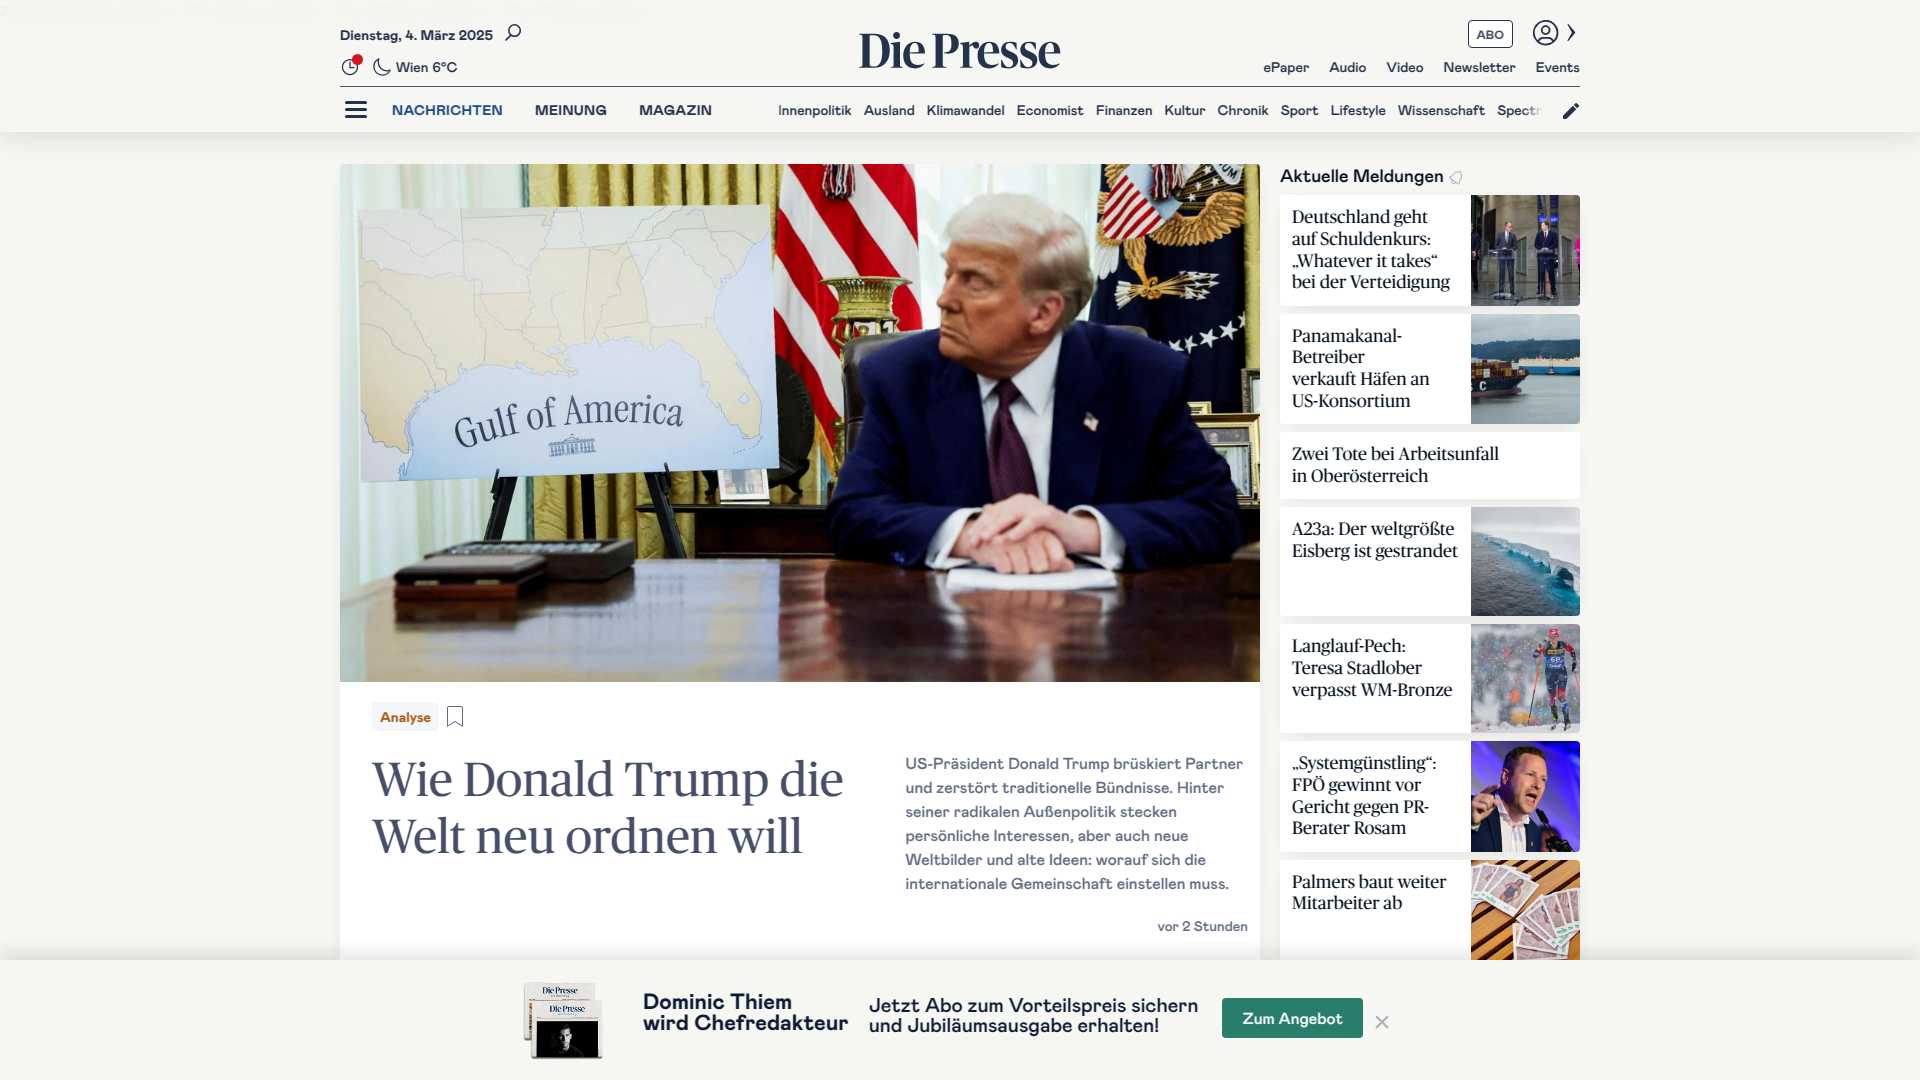 Dienstag, 4. März 2025
Wien 6°C
Die Presse
ABO
ePaper Audio Video Newsletter Events
NACHRICHTEN MEINUNG MAGAZIN
Innenpolitik Ausland Klimawandel Economist Finanzen Kultur Chronik Sport Lifestyle Wissenschaft Spectr
Gulf of America
Analyse
Wie Donald Trump die
Welt neu ordnen will
US-Präsident Donald Trump brüskiert Partner
und zerstört traditionelle Bündnisse. Hinter
seiner radikalen Außenpolitik stecken
persönliche Interessen, aber auch neue
Weltbilder und alte Ideen: worauf sich die
internationale Gemeinschaft einstellen muss.
vor 2 Stunden
Aktuelle Meldungen
Deutschland geht
auf Schuldenkurs:
„Whatever it takes“
bei der Verteidigung
Panamakanal-
Betreiber
verkauft Häfen an
US-Konsortium
Zwei Tote bei Arbeitsunfall
in Oberösterreich
A23a: Der weltgrößte
Eisberg ist gestrandet
Langlauf-Pech:
Teresa Stadlober
verpasst WM-Bronze
„Systemgünstling“:
FPÖ gewinnt vor
Gericht gegen PR-
Berater Rosam
Palmers baut weiter
Mitarbeiter ab
Die Presse
Die Presse
Dominic Thiem
wird Chefredakteur
Jetzt Abo zum Vorteilspreis sichern
und Jubiläumsausgabe erhalten!
Zum Angebot